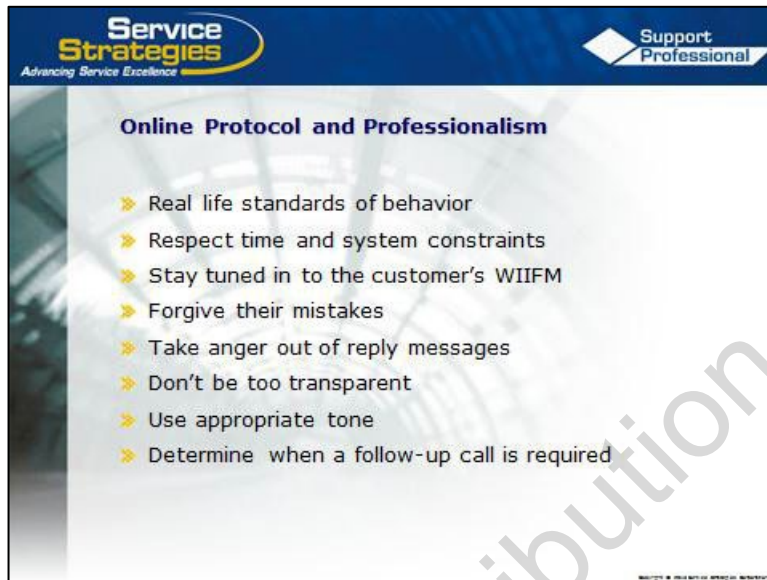 Service
Strategies
Advancing Service Excellence
Support
Professional
Online Protocol and Professionalism
Real life standards of behavior
Respect time and system constraints
Stay tuned in to the customer's WIIFM
Forgive their mistakes
Take anger out of reply messages
Don't be too transparent
Use appropriate tone
Determine when a follow-up call is required